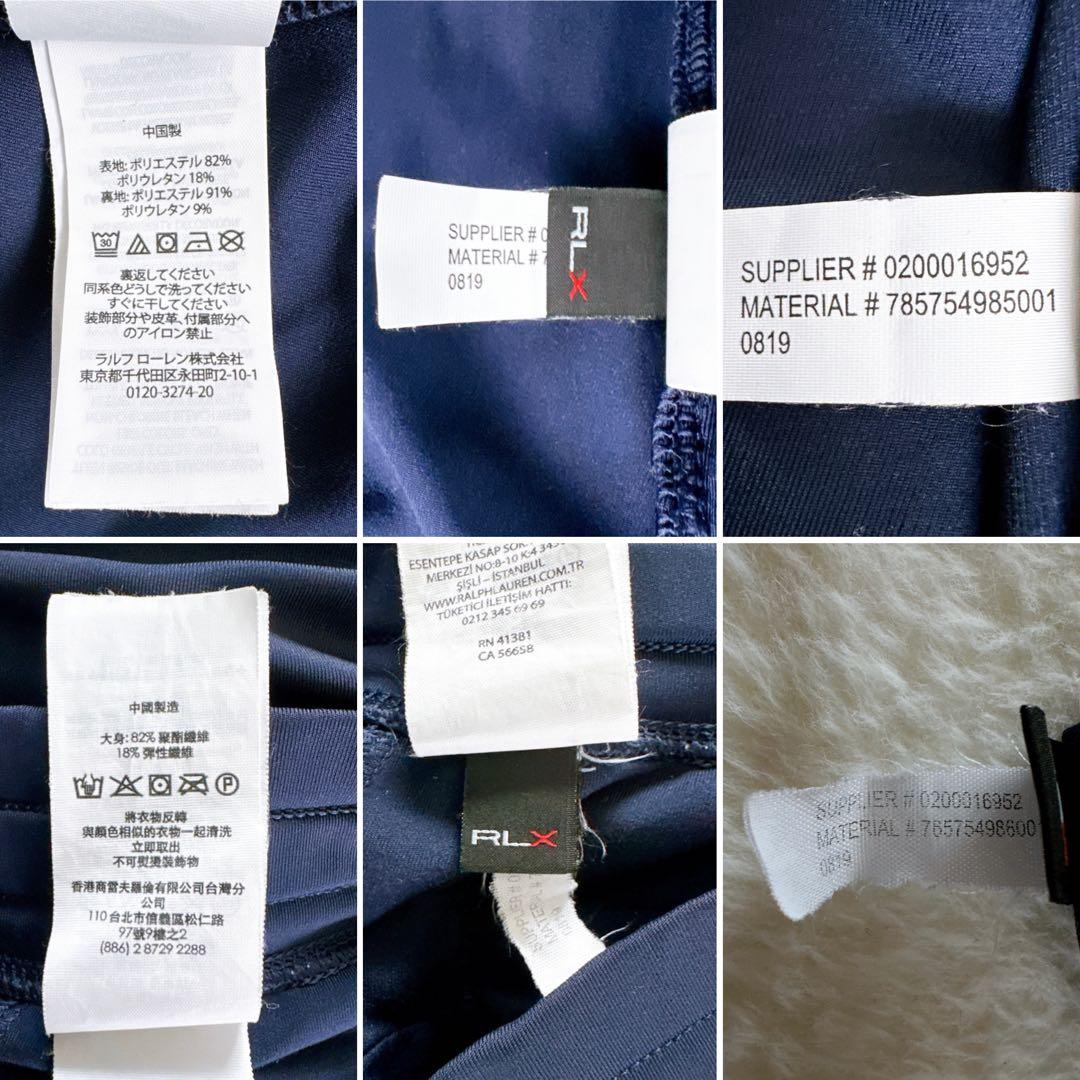 中国製
表地: ポリエステル 82%
ポリウレタン 18%
裏地: ポリエステル 91%
ポリウレタン 9%
30
裏返してください
同系色どうしで洗ってください
すぐに干してください
装飾部分や皮革、付属部分へ
のアイロン禁止
ラルフ ローレン株式会社
東京都千代田区永田町2-10-1
0120-3274-20
SUPPLIER # 0
MATERIAL # 7
0819
RLX
SUPPLIER # 0200016952
MATERIAL # 785754985001
0819
中國製造
大身: 82% 聚酯纖維
18% 彈性纖維
P
將衣物反轉
與顏色相似的衣物一起清洗
立即取出
不可熨燙裝飾物
香港商雷夫羅倫有限公司台灣分
公司
110台北市信義區松仁路
97號9樓之2
(886) 2 8729 2288
ESENTEPE KASAP SOK.
MERKEZİ NO:8-10 K:4 3439
ŞİŞLİ – İSTANBUL
WWW.RALPHLAUREN.COM.TR
TÜKETİCİ İLETİŞİM HATTI:
0212 345 69 69
RN 41381
CA 56658
RLX
SUPPLIER # 0200016952
MATERIAL # 76575498600
0819